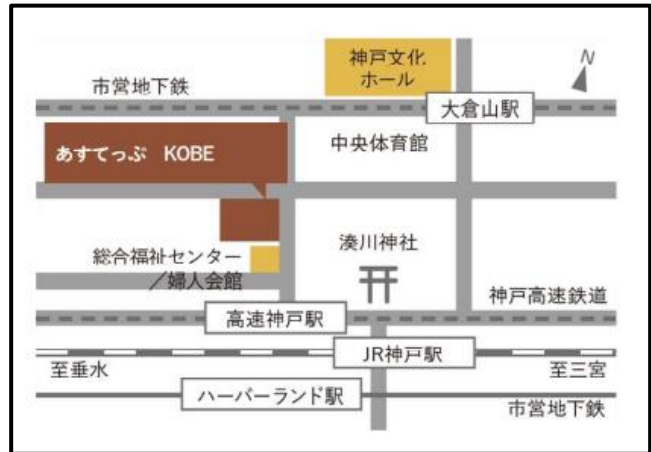 神戸文化
ホール
N
市営地下鉄
大倉山駅
あすてっぷ KOBE
中央体育館
総合福祉センター
／婦人会館
湊川神社
神戸高速鉄道
高速神戸駅
JR神戸駅
至垂水
至三宮
ハーバーランド駅
市営地下鉄